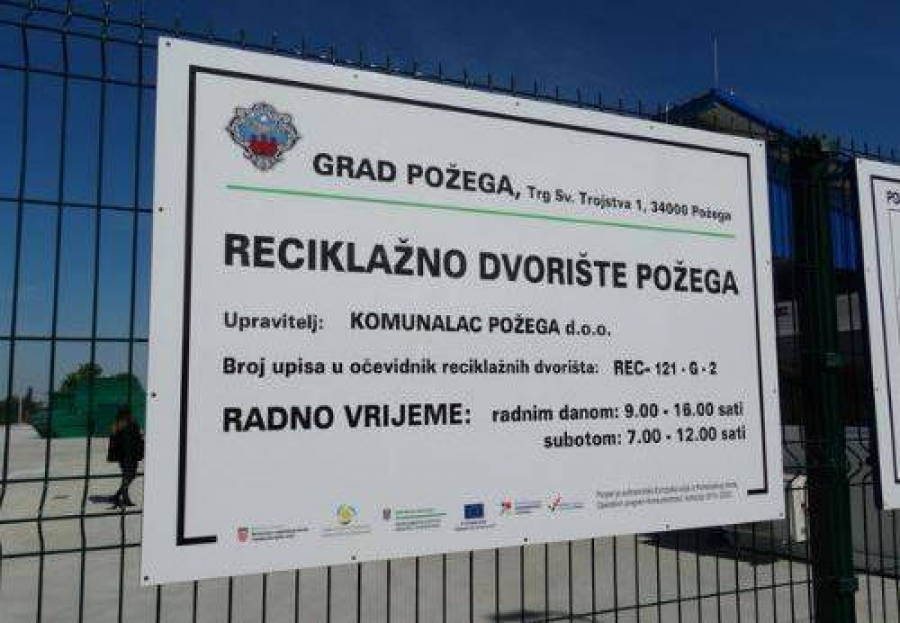 GRAD POŽEGA, Trg Sv. Trojstva 1, 34000 Požega
RECIKLAŽNO DVORIŠTE POŽEGA
Upravitelj: KOMUNALAC POŽEGA d.o.o.
Broj upisa u očevidnik reciklažnih dvorišta: REC- 121 - G - 2
RADNO VRIJEME: radnim danom: 9.00 - 16.00 sati
subotom: 7.00 - 12.00 sati